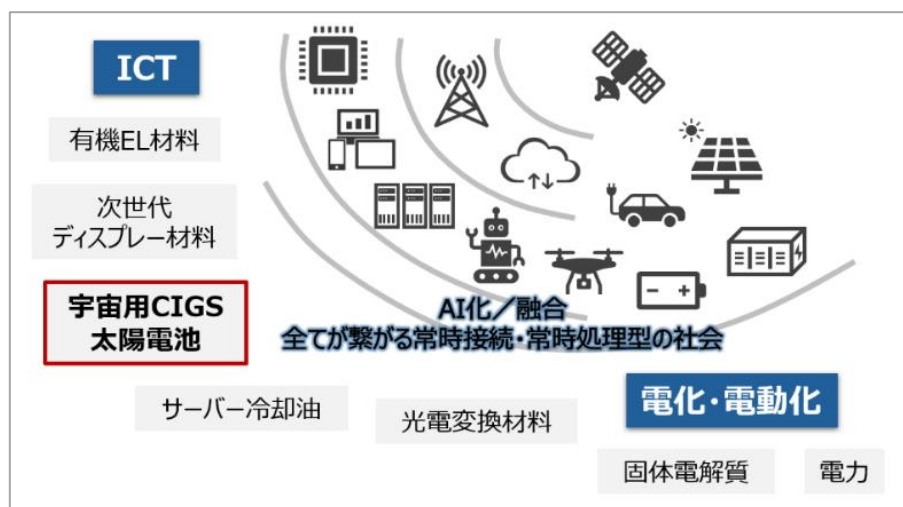 ICT
有機EL材料
次世代
ディスプレー材料
宇宙用CIGS
太陽電池
AI化／融合
全てが繋がる常時接続・常時処理型の社会
サーバー冷却油
光電変換材料
電化・電動化
固体電解質
電力